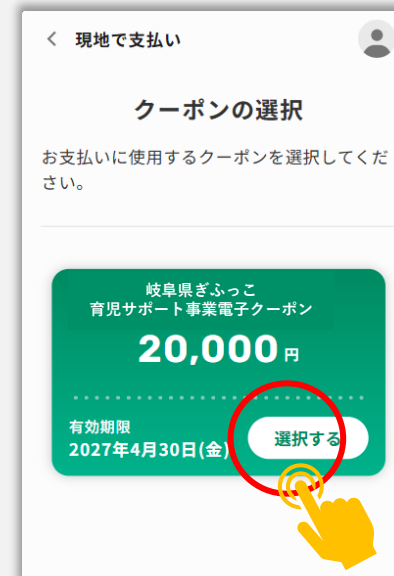 現地で支払い
クーポンの選択
お支払いに使用するクーポンを選択してくだ
さい。
岐阜県ぎふっこ
育児サポート事業電子クーポン
20,000 円
有効期限
2027年4月30日(金)
選択する